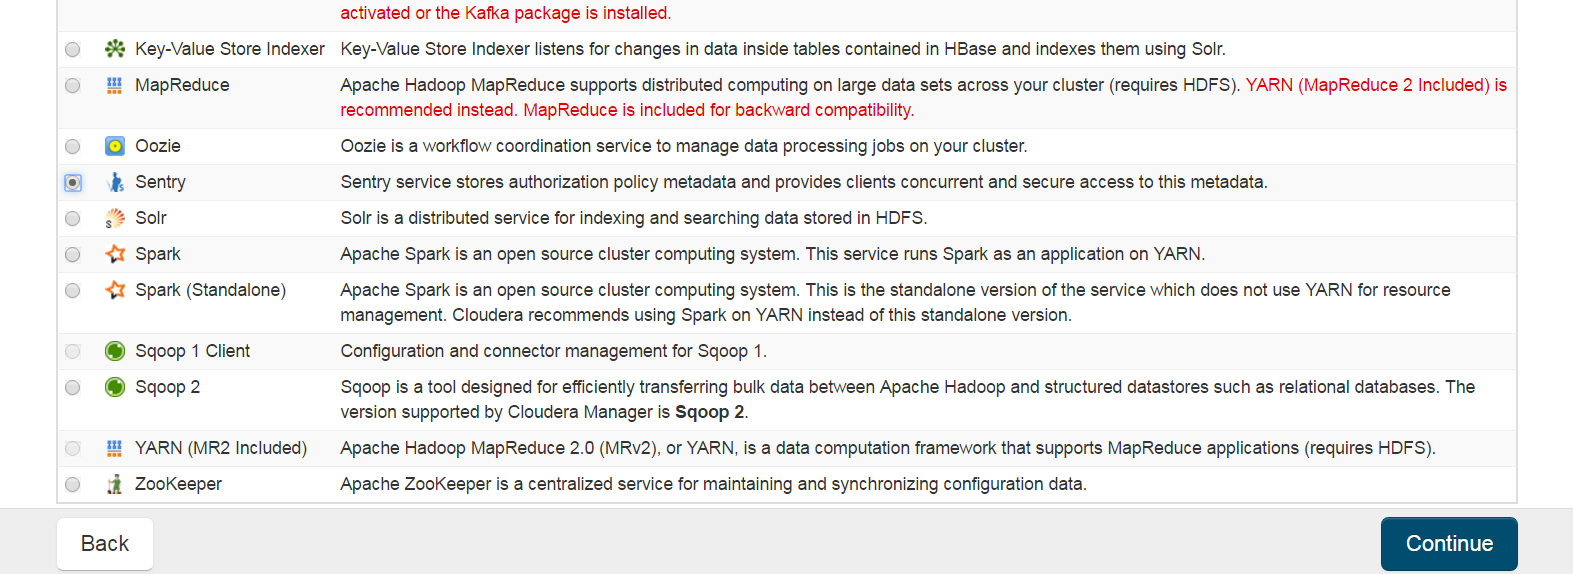 activated or the Kafka package is installed.
Key-Value Store Indexer Key-Value Store Indexer listens for changes in data inside tables contained in HBase and indexes them using Solr.
MapReduce Apache Hadoop MapReduce supports distributed computing on large data sets across your cluster (requires HDFS). YARN (MapReduce 2 Included) is
recommended instead. MapReduce is included for backward compatibility.
Oozie Oozie is a workflow coordination service to manage data processing jobs on your cluster.
Sentry Sentry service stores authorization policy metadata and provides clients concurrent and secure access to this metadata.
Solr Solr is a distributed service for indexing and searching data stored in HDFS.
Spark Apache Spark is an open source cluster computing system. This service runs Spark as an application on YARN.
Spark (Standalone) Apache Spark is an open source cluster computing system. This is the standalone version of the service which does not use YARN for resource
management. Cloudera recommends using Spark on YARN instead of this standalone version.
Sqoop 1 Client Configuration and connector management for Sqoop 1.
Sqoop 2 Sqoop is a tool designed for efficiently transferring bulk data between Apache Hadoop and structured datastores such as relational databases. The
version supported by Cloudera Manager is Sqoop 2.
YARN (MR2 Included) Apache Hadoop MapReduce 2.0 (MRv2), or YARN, is a data computation framework that supports MapReduce applications (requires HDFS).
ZooKeeper Apache ZooKeeper is a centralized service for maintaining and synchronizing configuration data.
Back Continue